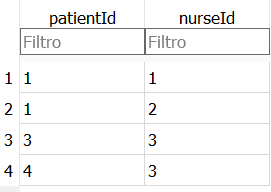 patientId nurseId
Filtro Filtro
1 1 1
2 1 2
3 3 3
4 4 3